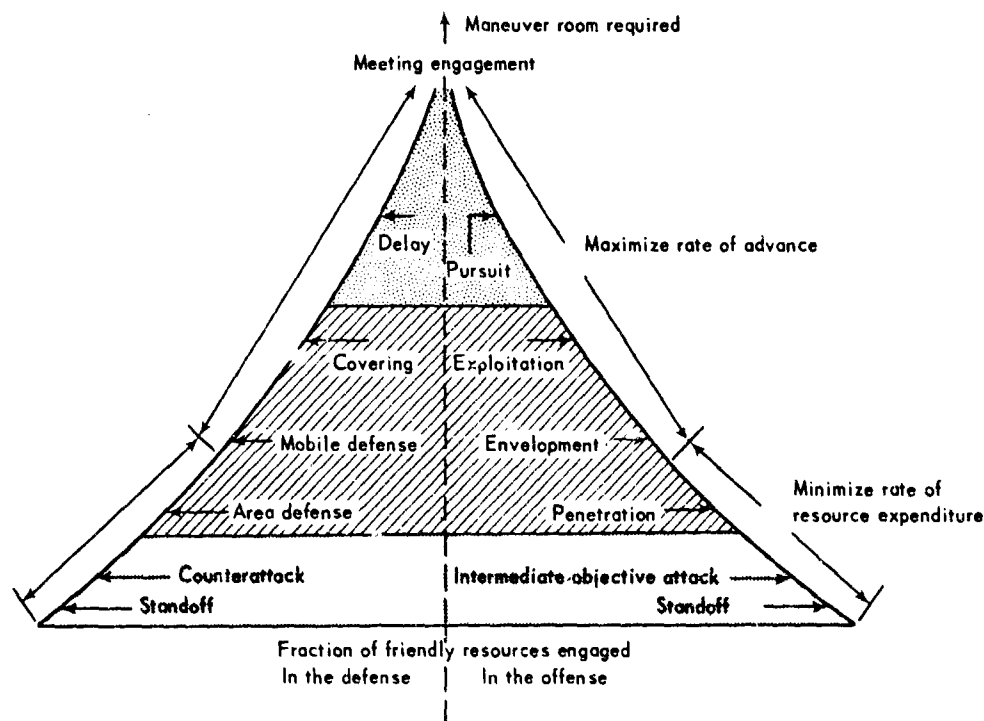 Maneuver room required
Meeting engagement
Maximize rate of advance
Delay
Pursuit
Covering
Exploitation
Mobile defense
Envelopment
Minimize rate of
resource expenditure
Area defense
Penetration
Counterattack
Intermediate-objective attack
Standoff
Standoff
Fraction of friendly resources engaged
In the defense
In the offense